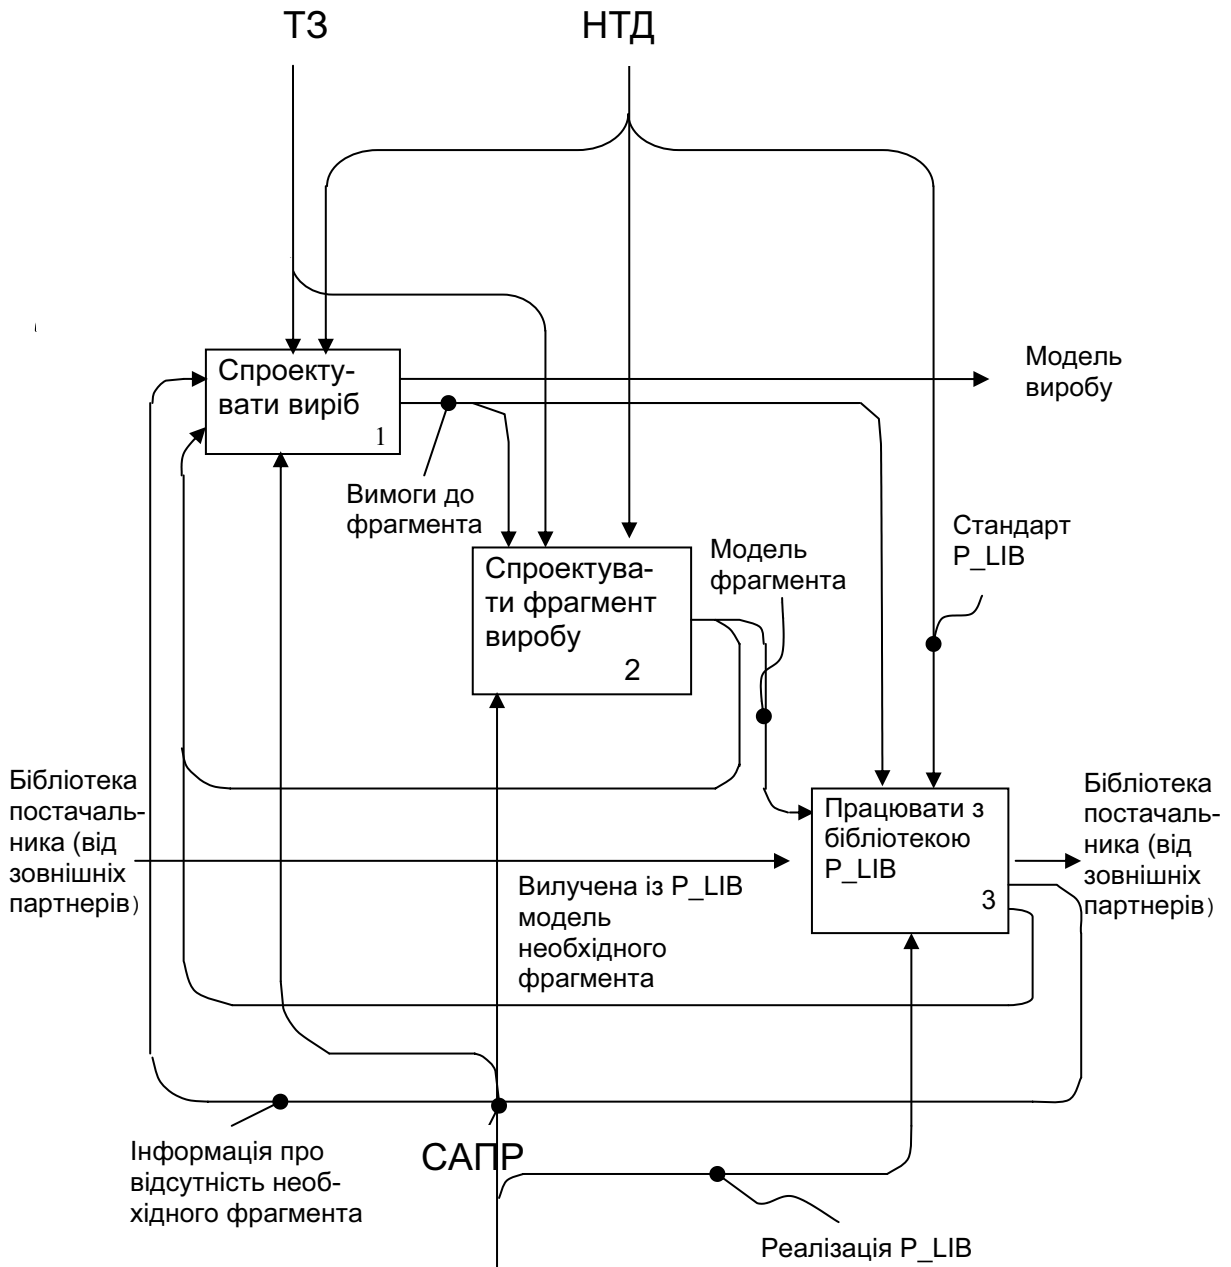 ТЗ
НТД
Спроекту-
вати виріб
1
Модель
виробу
Вимоги до
фрагмента
Стандарт
P_LIB
Модель
фрагмента
Спроектува-
ти фрагмент
виробу
2
Бібліотека
постачаль-
ника (від
зовнішніх
партнерів)
Працювати з
бібліотекою
P_LIB
3
Бібліотека
постачаль-
ника (від
зовнішніх
партнерів)
Вилучена із P_LIB
модель
необхідного
фрагмента
Інформація про
відсутність необ-
хідного фрагмента
САПР
Реалізація P_LIB